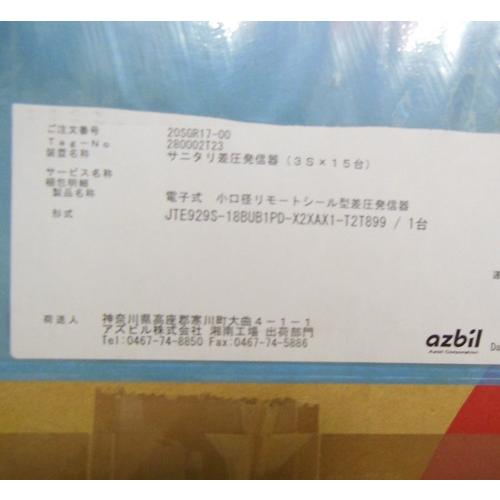 ご注文番号 20SGR17-00
Tag-No 280002T23
装置名称 サニタリ差圧発信器(3S×15台)
サービス名称
梱包明細
製品名称 電子式 小口径リモートシール型差圧発信器
形式 JTE929S-18BUB1PD-X2XAX1-T2T899 / 1台
荷送人 神奈川県高座郡寒川町大曲4-1-1
アズビル株式会社 湘南工場 出荷部門
Tel:0467-74-8850 Fax:0467-74-5886
azbil
Azbil Corporation
Da